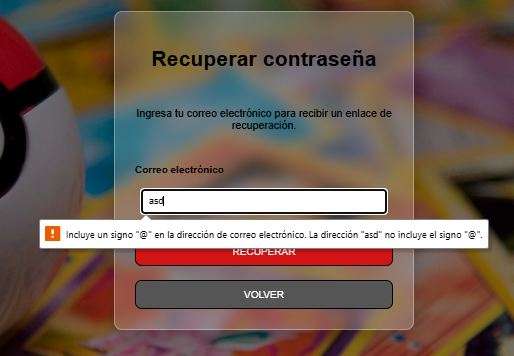 Recuperar contraseña
Ingresa tu correo electrónico para recibir un enlace de
recuperación.
Correo electrónico
asd
Incluye un signo "@" en la dirección de correo electrónico. La dirección "asd" no incluye el signo "@".
RECUPERAR
VOLVER